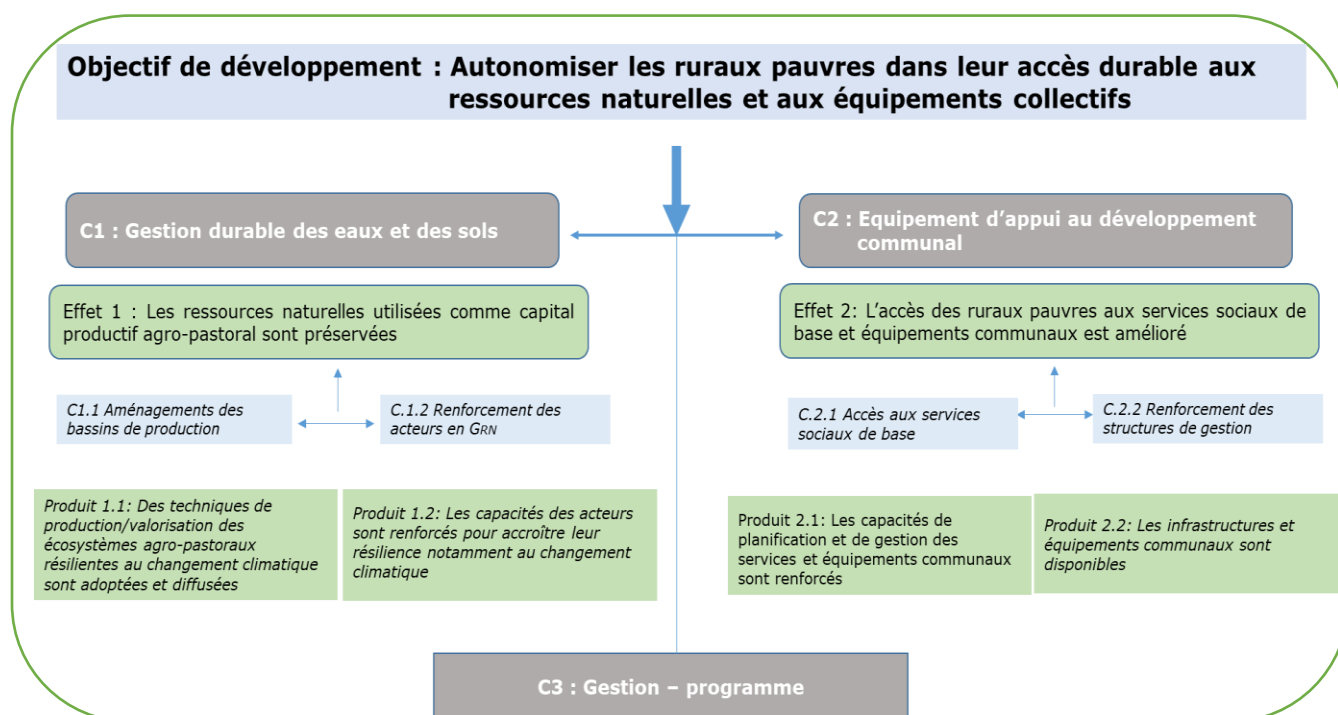 Objectif de développement : Autonomiser les ruraux pauvres dans leur accès durable aux
ressources naturelles et aux équipements collectifs
C1 : Gestion durable des eaux et des sols
C2 : Equipement d’appui au développement
communal
Effet 1 : Les ressources naturelles utilisées comme capital
productif agro-pastoral sont préservées
Effet 2: L’accès des ruraux pauvres aux services sociaux de
base et équipements communaux est amélioré
C1.1 Aménagements des
bassins de production
C.1.2 Renforcement des
acteurs en GRN
C.2.1 Accès aux services
sociaux de base
C.2.2 Renforcement des
structures de gestion
Produit 1.1: Des techniques de
production/valorisation des
écosystèmes agro-pastoraux
résilientes au changement climatique
sont adoptées et diffusées
Produit 1.2: Les capacités des acteurs
sont renforcés pour accroître leur
résilience notamment au changement
climatique
Produit 2.1: Les capacités de
planification et de gestion des
services et équipements communaux
sont renforcés
Produit 2.2: Les infrastructures et
équipements communaux sont
disponibles
C3 : Gestion – programme